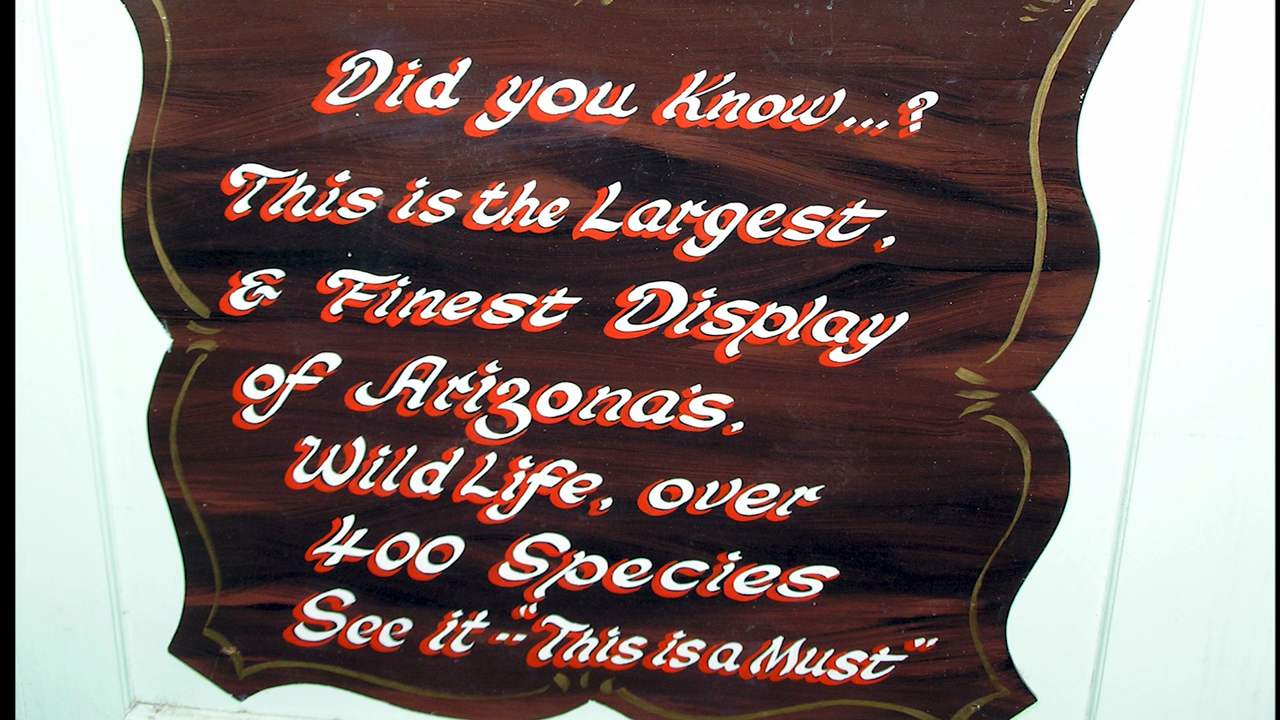 Did you Know...?
This is the Largest,
& Finest Display
of Arizona's,
Wild Life, over
400 Species
See it -- "This is a Must"